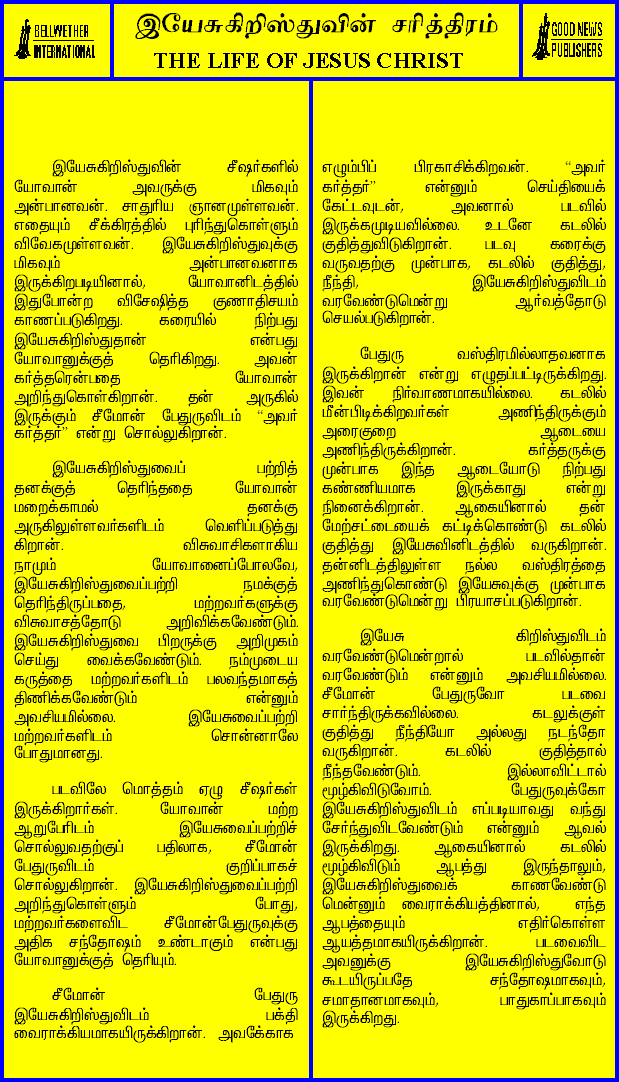 BELLWETHER
INTERNATIONAL
இயேசுகிறிஸ்துவின் சரித்திரம்
THE LIFE OF JESUS CHRIST
GOOD NEWS
PUBLISHERS
இயேசுகிறிஸ்துவின் சீஷர்களில்
யோவான் அவருக்கு மிகவும்
அன்பானவன். சாதுரிய ஞானமுள்ளவன்.
எதையும் சீக்கிரத்தில் புரிந்துகொள்ளும்
விவேகமுள்ளவன். இயேசுகிறிஸ்துவுக்கு
மிகவும் அன்பானவனாக
இருக்கிறபடியினால், யோவானிடத்தில்
இதுபோன்ற விசேஷித்த குணாதிசயம்
காணப்படுகிறது. கரையில் நிற்பது
இயேசுகிறிஸ்துதான் என்பது
யோவானுக்குத் தெரிகிறது. அவன்
கர்த்தரென்பதை யோவான்
அறிந்துகொள்கிறான். தன் அருகில்
இருக்கும் சீமோன் பேதுருவிடம் “அவர்
கர்த்தர்” என்று சொல்லுகிறான்.
இயேசுகிறிஸ்துவைப் பற்றித்
தனக்குத் தெரிந்ததை யோவான்
மறைக்காமல் தனக்கு
அருகிலுள்ளவர்களிடம் வெளிப்படுத்து
கிறான். விசுவாசிகளாகிய
நாமும் யோவானைப்போலவே,
இயேசுகிறிஸ்துவைப்பற்றி நமக்குத்
தெரிந்திருப்பதை, மற்றவர்களுக்கு
விசுவாசத்தோடு அறிவிக்கவேண்டும்.
இயேசுகிறிஸ்துவை பிறருக்கு அறிமுகம்
செய்து வைக்கவேண்டும். நம்முடைய
கருத்தை மற்றவர்களிடம் பலவந்தமாகத்
திணிக்கவேண்டும் என்னும்
அவசியமில்லை. இயேசுவைப்பற்றி
மற்றவர்களிடம் சொன்னாலே
போதுமானது.
படவிலே மொத்தம் ஏழு சீஷர்கள்
இருக்கிறார்கள். யோவான் மற்ற
ஆறுபேரிடம் இயேசுவைப்பற்றிச்
சொல்லுவதற்குப் பதிலாக, சீமோன்
பேதுருவிடம் குறிப்பாகச்
சொல்லுகிறான். இயேசுகிறிஸ்துவைப்பற்றி
அறிந்துகொள்ளும் போது,
மற்றவர்களைவிட சீமோன்பேதுருவுக்கு
அதிக சந்தோஷம் உண்டாகும் என்பது
யோவானுக்குத் தெரியும்.
சீமோன் பேதுரு
இயேசுகிறிஸ்துவிடம் பக்தி
வைராக்கியமாகயிருக்கிறான். அவருக்காக
எழும்பிப் பிரகாசிக்கிறவன். “அவர்
கர்த்தர்” என்னும் செய்தியைக்
கேட்டவுடன், அவனால் படவில்
இருக்கமுடியவில்லை. உடனே கடலில்
குதித்துவிடுகிறான். படவு கரைக்கு
வருவதற்கு முன்பாக, கடலில் குதித்து,
நீந்தி, இயேசுகிறிஸ்துவிடம்
வரவேண்டுமென்று ஆர்வத்தோடு
செயல்படுகிறான்.
பேதுரு வஸ்திரமில்லாதவனாக
இருக்கிறான் என்று எழுதப்பட்டிருக்கிறது.
இவன் நிர்வாணமாகயில்லை. கடலில்
மீன்பிடிக்கிறவர்கள் அணிந்திருக்கும்
அரைகுறை ஆடையை
அணிந்திருக்கிறான். கர்த்தருக்கு
முன்பாக இந்த ஆடையோடு நிற்பது
கண்ணியமாக இருக்காது என்று
நினைக்கிறான். ஆகையினால் தன்
மேற்சட்டையைக் கட்டிக்கொண்டு கடலில்
குதித்து இயேசுவினிடத்தில் வருகிறான்.
தன்னிடத்திலுள்ள நல்ல வஸ்திரத்தை
அணிந்துகொண்டு இயேசுவுக்கு முன்பாக
வரவேண்டுமென்று பிரயாசப்படுகிறான்.
இயேசு கிறிஸ்துவிடம்
வரவேண்டுமென்றால் படவில்தான்
வரவேண்டும் என்னும் அவசியமில்லை.
சீமோன் பேதுருவோ படவை
சார்ந்திருக்கவில்லை. கடலுக்குள்
குதித்து நீந்தியோ அல்லது நடந்தோ
வருகிறான். கடலில் குதித்தால்
நீந்தவேண்டும். இல்லாவிட்டால்
மூழ்கிவிடுவோம். பேதுருவுக்கோ
இயேசுகிறிஸ்துவிடம் எப்படியாவது வந்து
சேர்ந்துவிடவேண்டும் என்னும் ஆவல்
இருக்கிறது. ஆகையினால் கடலில்
மூழ்கிவிடும் ஆபத்து இருந்தாலும்,
இயேசுகிறிஸ்துவைக் காணவேண்டு
மென்னும் வைராக்கியத்தினால், எந்த
ஆபத்தையும் எதிர்கொள்ள
ஆயத்தமாகயிருக்கிறான். படவைவிட
அவனுக்கு இயேசுகிறிஸ்துவோடு
கூடயிருப்பதே சந்தோஷமாகவும்,
சமாதானமாகவும், பாதுகாப்பாகவும்
இருக்கிறது.